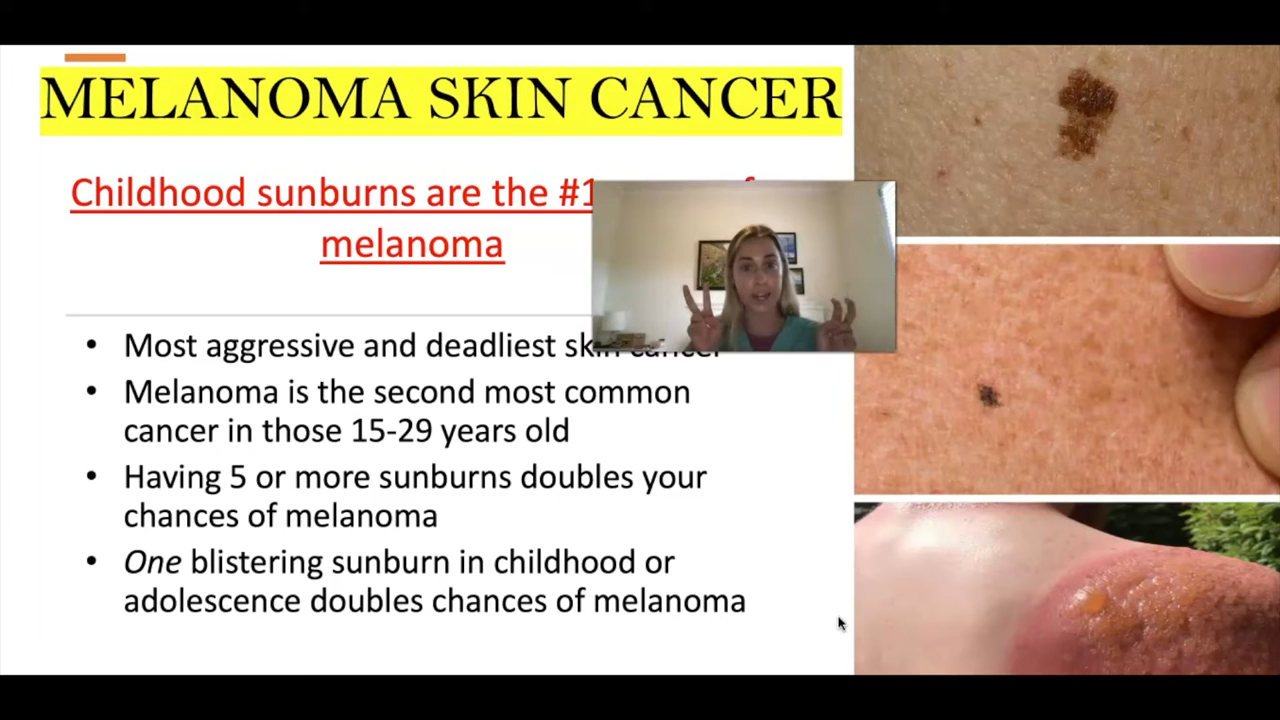 MELANOMA SKIN CANCER
Childhood sunburns are the #1
melanoma
• Most aggressive and deadliest skin cancer
• Melanoma is the second most common
cancer in those 15-29 years old
• Having 5 or more sunburns doubles your
chances of melanoma
• One blistering sunburn in childhood or
adolescence doubles chances of melanoma